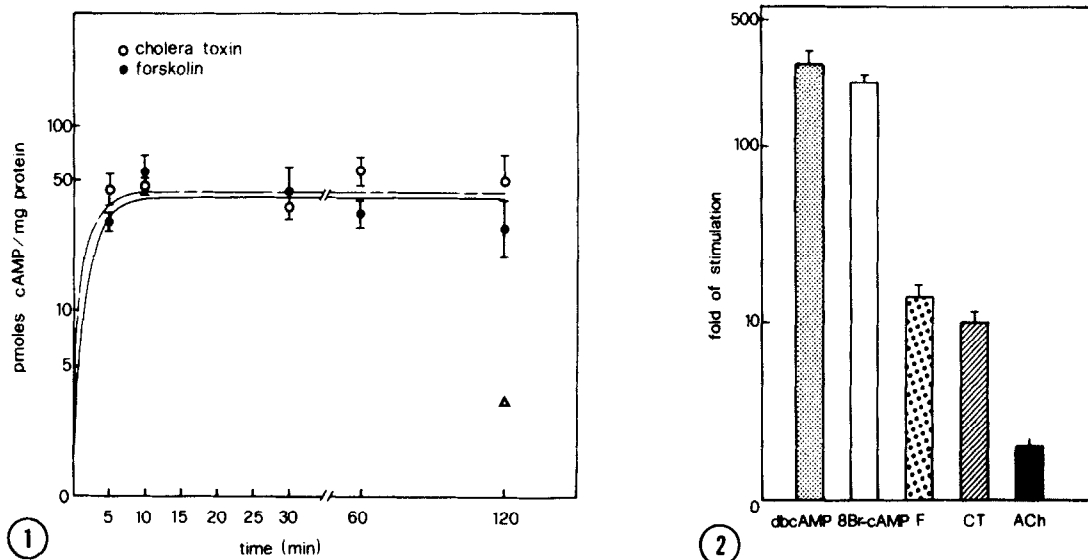 cholera toxin
forskolin
pmoles cAMP/mg protein
100
50
10
5
0
5 10 15 20 25 30 60 120
time (min)
1
fold of stimulation
500
100
10
0
dbcAMP 8Br-cAMP F CT ACh
2